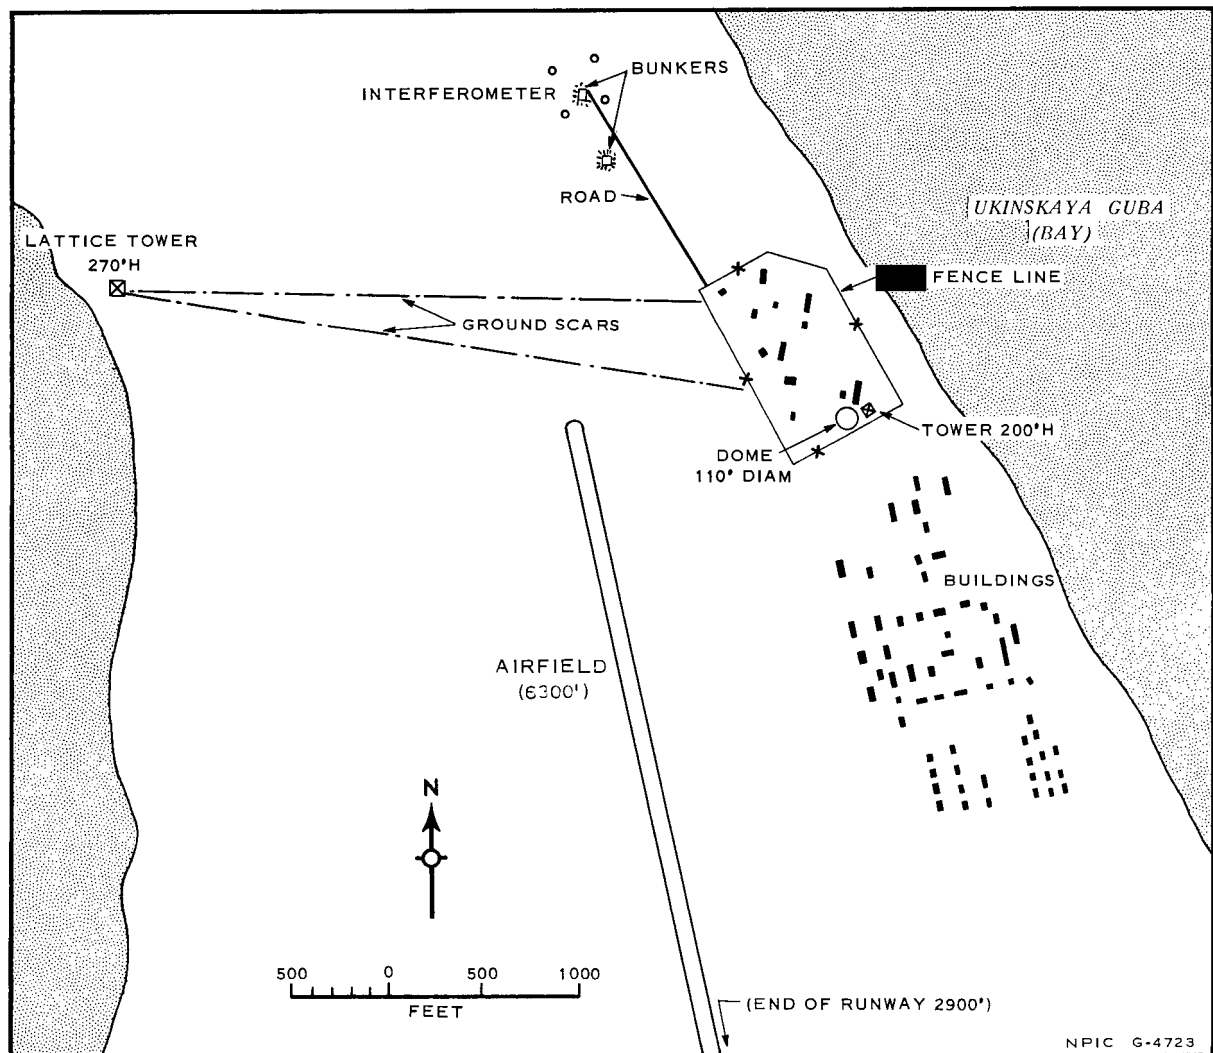 BUNKERS
INTERFEROMETER
ROAD
UKINSKAYA GUBA
(BAY)
LATTICE TOWER
270'H
FENCE LINE
GROUND SCARS
TOWER 200'H
DOME
110' DIAM
BUILDINGS
AIRFIELD
(6300')
N
500 0 500 1000
FEET
(END OF RUNWAY 2900')
NPIC G-4723